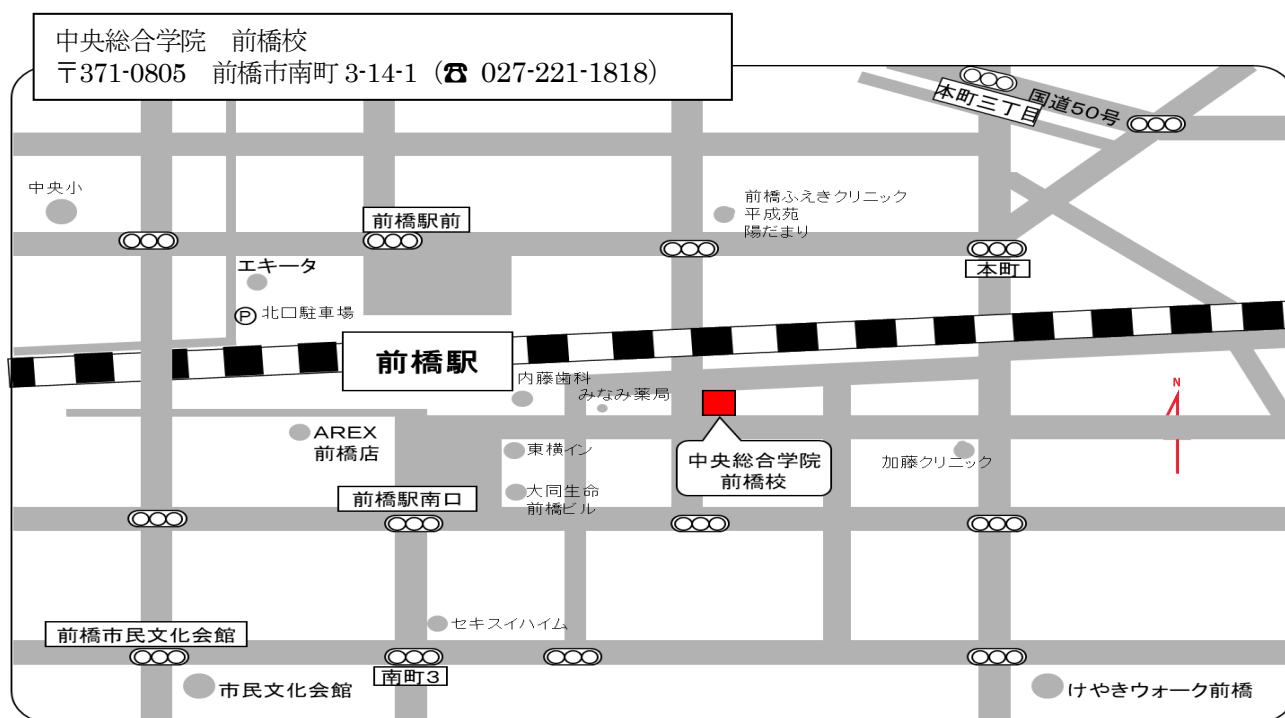 中央総合学院　前橋校
〒371-0805　前橋市南町 3-14-1（☎ 027-221-1818）
国道50号
本町三丁目
中央小
前橋駅前
前橋ふえきクリニック
平成苑
陽だまり
本町
エキータ
Ⓟ 北口駐車場
前橋駅
内藤歯科
みなみ薬局
N
AREX
前橋店
東横イン
中央総合学院
前橋校
加藤クリニック
前橋駅南口
大同生命
前橋ビル
セキスイハイム
前橋市民文化会館
南町3
市民文化会館
けやきウォーク前橋